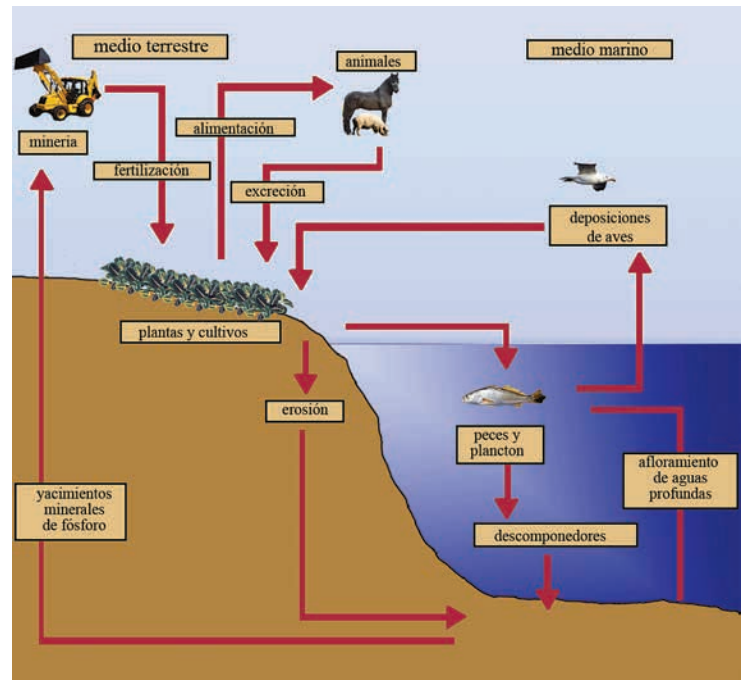 medio terrestre
animales
medio marino
mineria
alimentación
fertilización
excreción
deposiciones
de aves
plantas y cultivos
erosión
peces y
plancton
afloramiento
de aguas
profundas
yacimientos
minerales
de fósforo
descomponedores